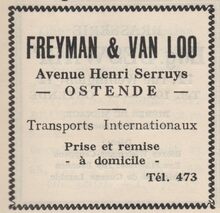 FREYMAN & VAN LOO
Avenue Henri Serruys
— OSTENDE —
Transports Internationaux
Prise et remise
- à domicile -
Tél. 473